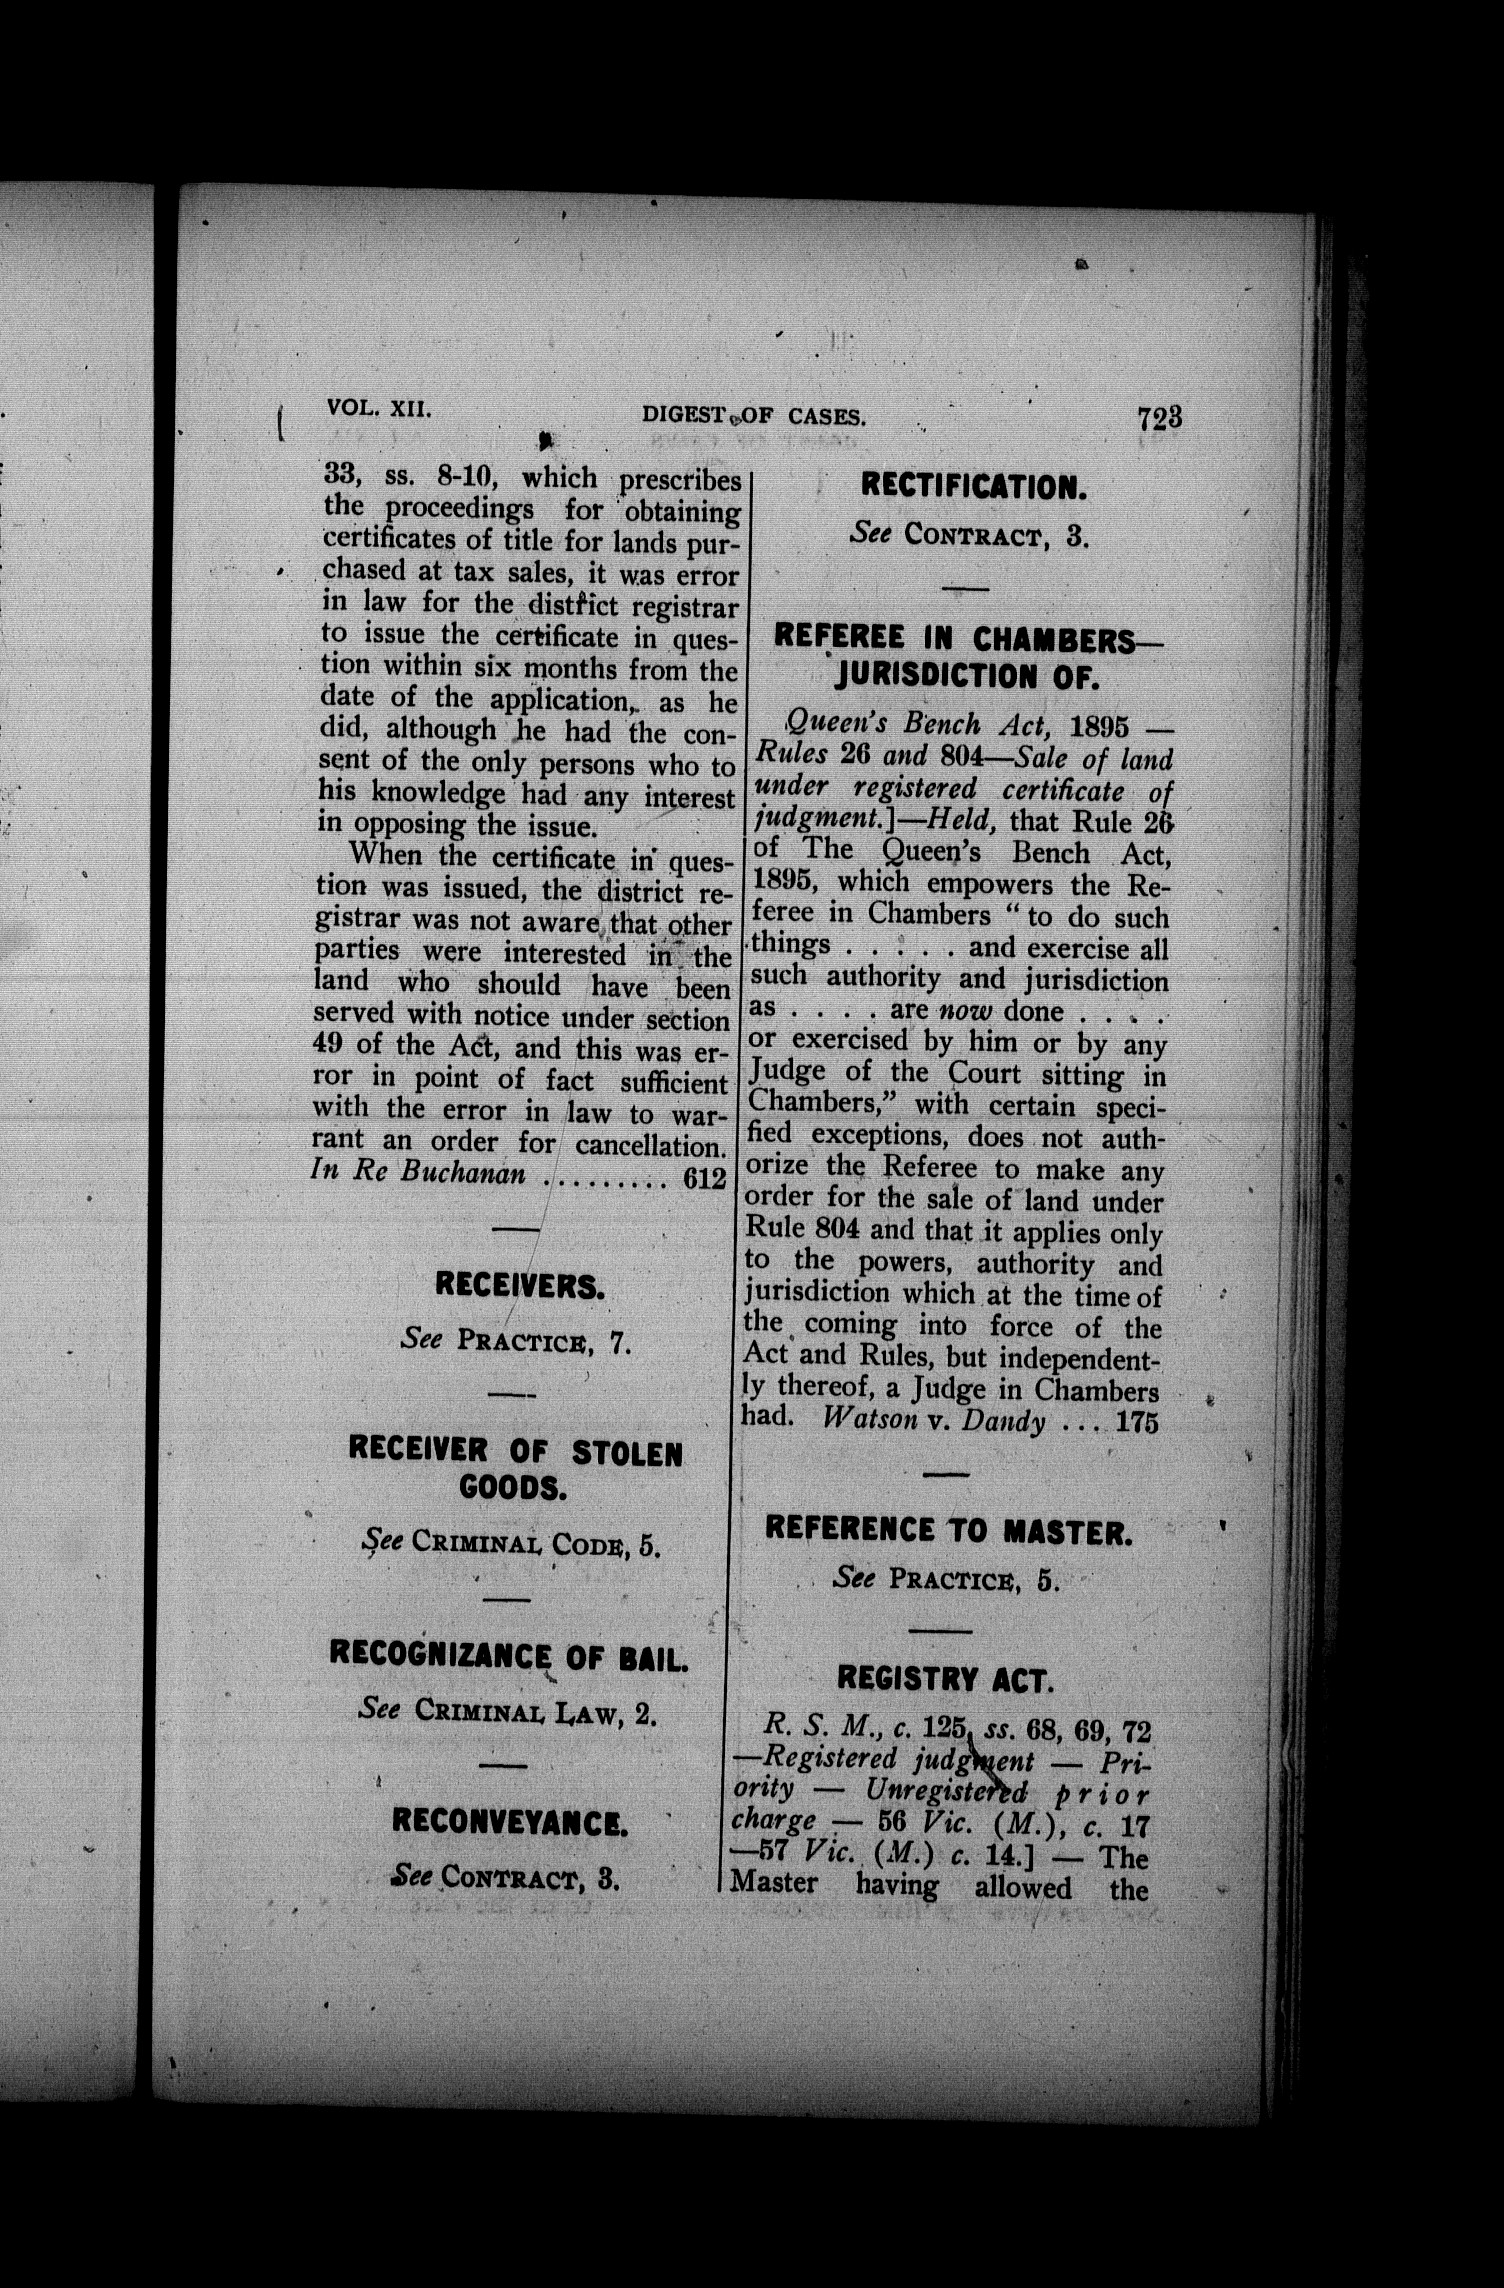 VOL. XII. DIGEST OF CASES. 723
33, ss. 8-10, which prescribes
the proceedings for obtaining
certificates of title for lands pur-
chased at tax sales, it was error
in law for the district registrar
to issue the certificate in ques-
tion within six months from the
date of the application, as he
did, although he had the con-
sent of the only persons who to
his knowledge had any interest
in opposing the issue.
When the certificate in ques-
tion was issued, the district re-
gistrar was not aware that other
parties were interested in the
land who should have been
served with notice under section
49 of the Act, and this was er-
ror in point of fact sufficient
with the error in law to war-
rant an order for cancellation.
In Re Buchanan ......... 612
RECEIVERS.
See PRACTICE, 7.
RECEIVER OF STOLEN
GOODS.
See CRIMINAL CODE, 5.
RECOGNIZANCE OF BAIL.
See CRIMINAL LAW, 2.
RECONVEYANCE.
See CONTRACT, 3.
RECTIFICATION.
See CONTRACT, 3.
REFEREE IN CHAMBERS—
JURISDICTION OF.
Queen's Bench Act, 1895 —
Rules 26 and 804—Sale of land
under registered certificate of
judgment.]—Held, that Rule 26
of The Queen's Bench Act,
1895, which empowers the Re-
feree in Chambers "to do such
things . . . . . and exercise all
such authority and jurisdiction
as . . . . are now done . . . .
or exercised by him or by any
Judge of the Court sitting in
Chambers," with certain speci-
fied exceptions, does not auth-
orize the Referee to make any
order for the sale of land under
Rule 804 and that it applies only
to the powers, authority and
jurisdiction which at the time of
the coming into force of the
Act and Rules, but independent-
ly thereof, a Judge in Chambers
had. Watson v. Dandy ... 175
REFERENCE TO MASTER.
See PRACTICE, 5.
REGISTRY ACT.
R. S. M., c. 125, ss. 68, 69, 72
—Registered judgment — Pri-
ority — Unregistered prior
charge — 56 Vic. (M.), c. 17
—57 Vic. (M.) c. 14.] — The
Master having allowed the